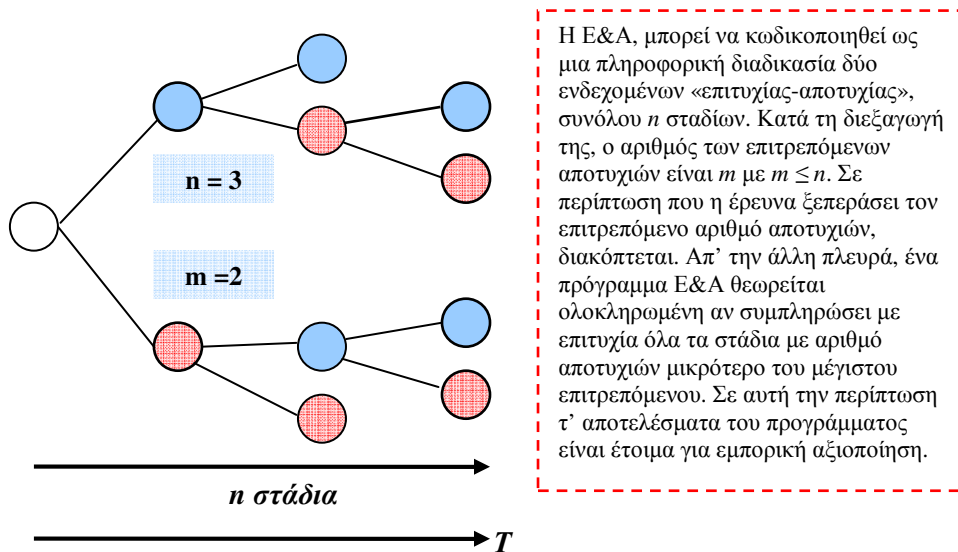 n = 3
m =2
n στάδια
T
Η Ε&Α, μπορεί να κωδικοποιηθεί ως
μια πληροφορική διαδικασία δύο
ενδεχομένων «επιτυχίας-αποτυχίας»,
συνόλου n σταδίων. Κατά τη διεξαγωγή
της, ο αριθμός των επιτρεπόμενων
αποτυχιών είναι m με m ≤ n. Σε
περίπτωση που η έρευνα ξεπεράσει τον
επιτρεπόμενο αριθμό αποτυχιών,
διακόπτεται. Απ’ την άλλη πλευρά, ένα
πρόγραμμα Ε&Α θεωρείται
ολοκληρωμένη αν συμπληρώσει με
επιτυχία όλα τα στάδια με αριθμό
αποτυχιών μικρότερο του μέγιστου
επιτρεπόμενου. Σε αυτή την περίπτωση
τ’ αποτελέσματα του προγράμματος
είναι έτοιμα για εμπορική αξιοποίηση.